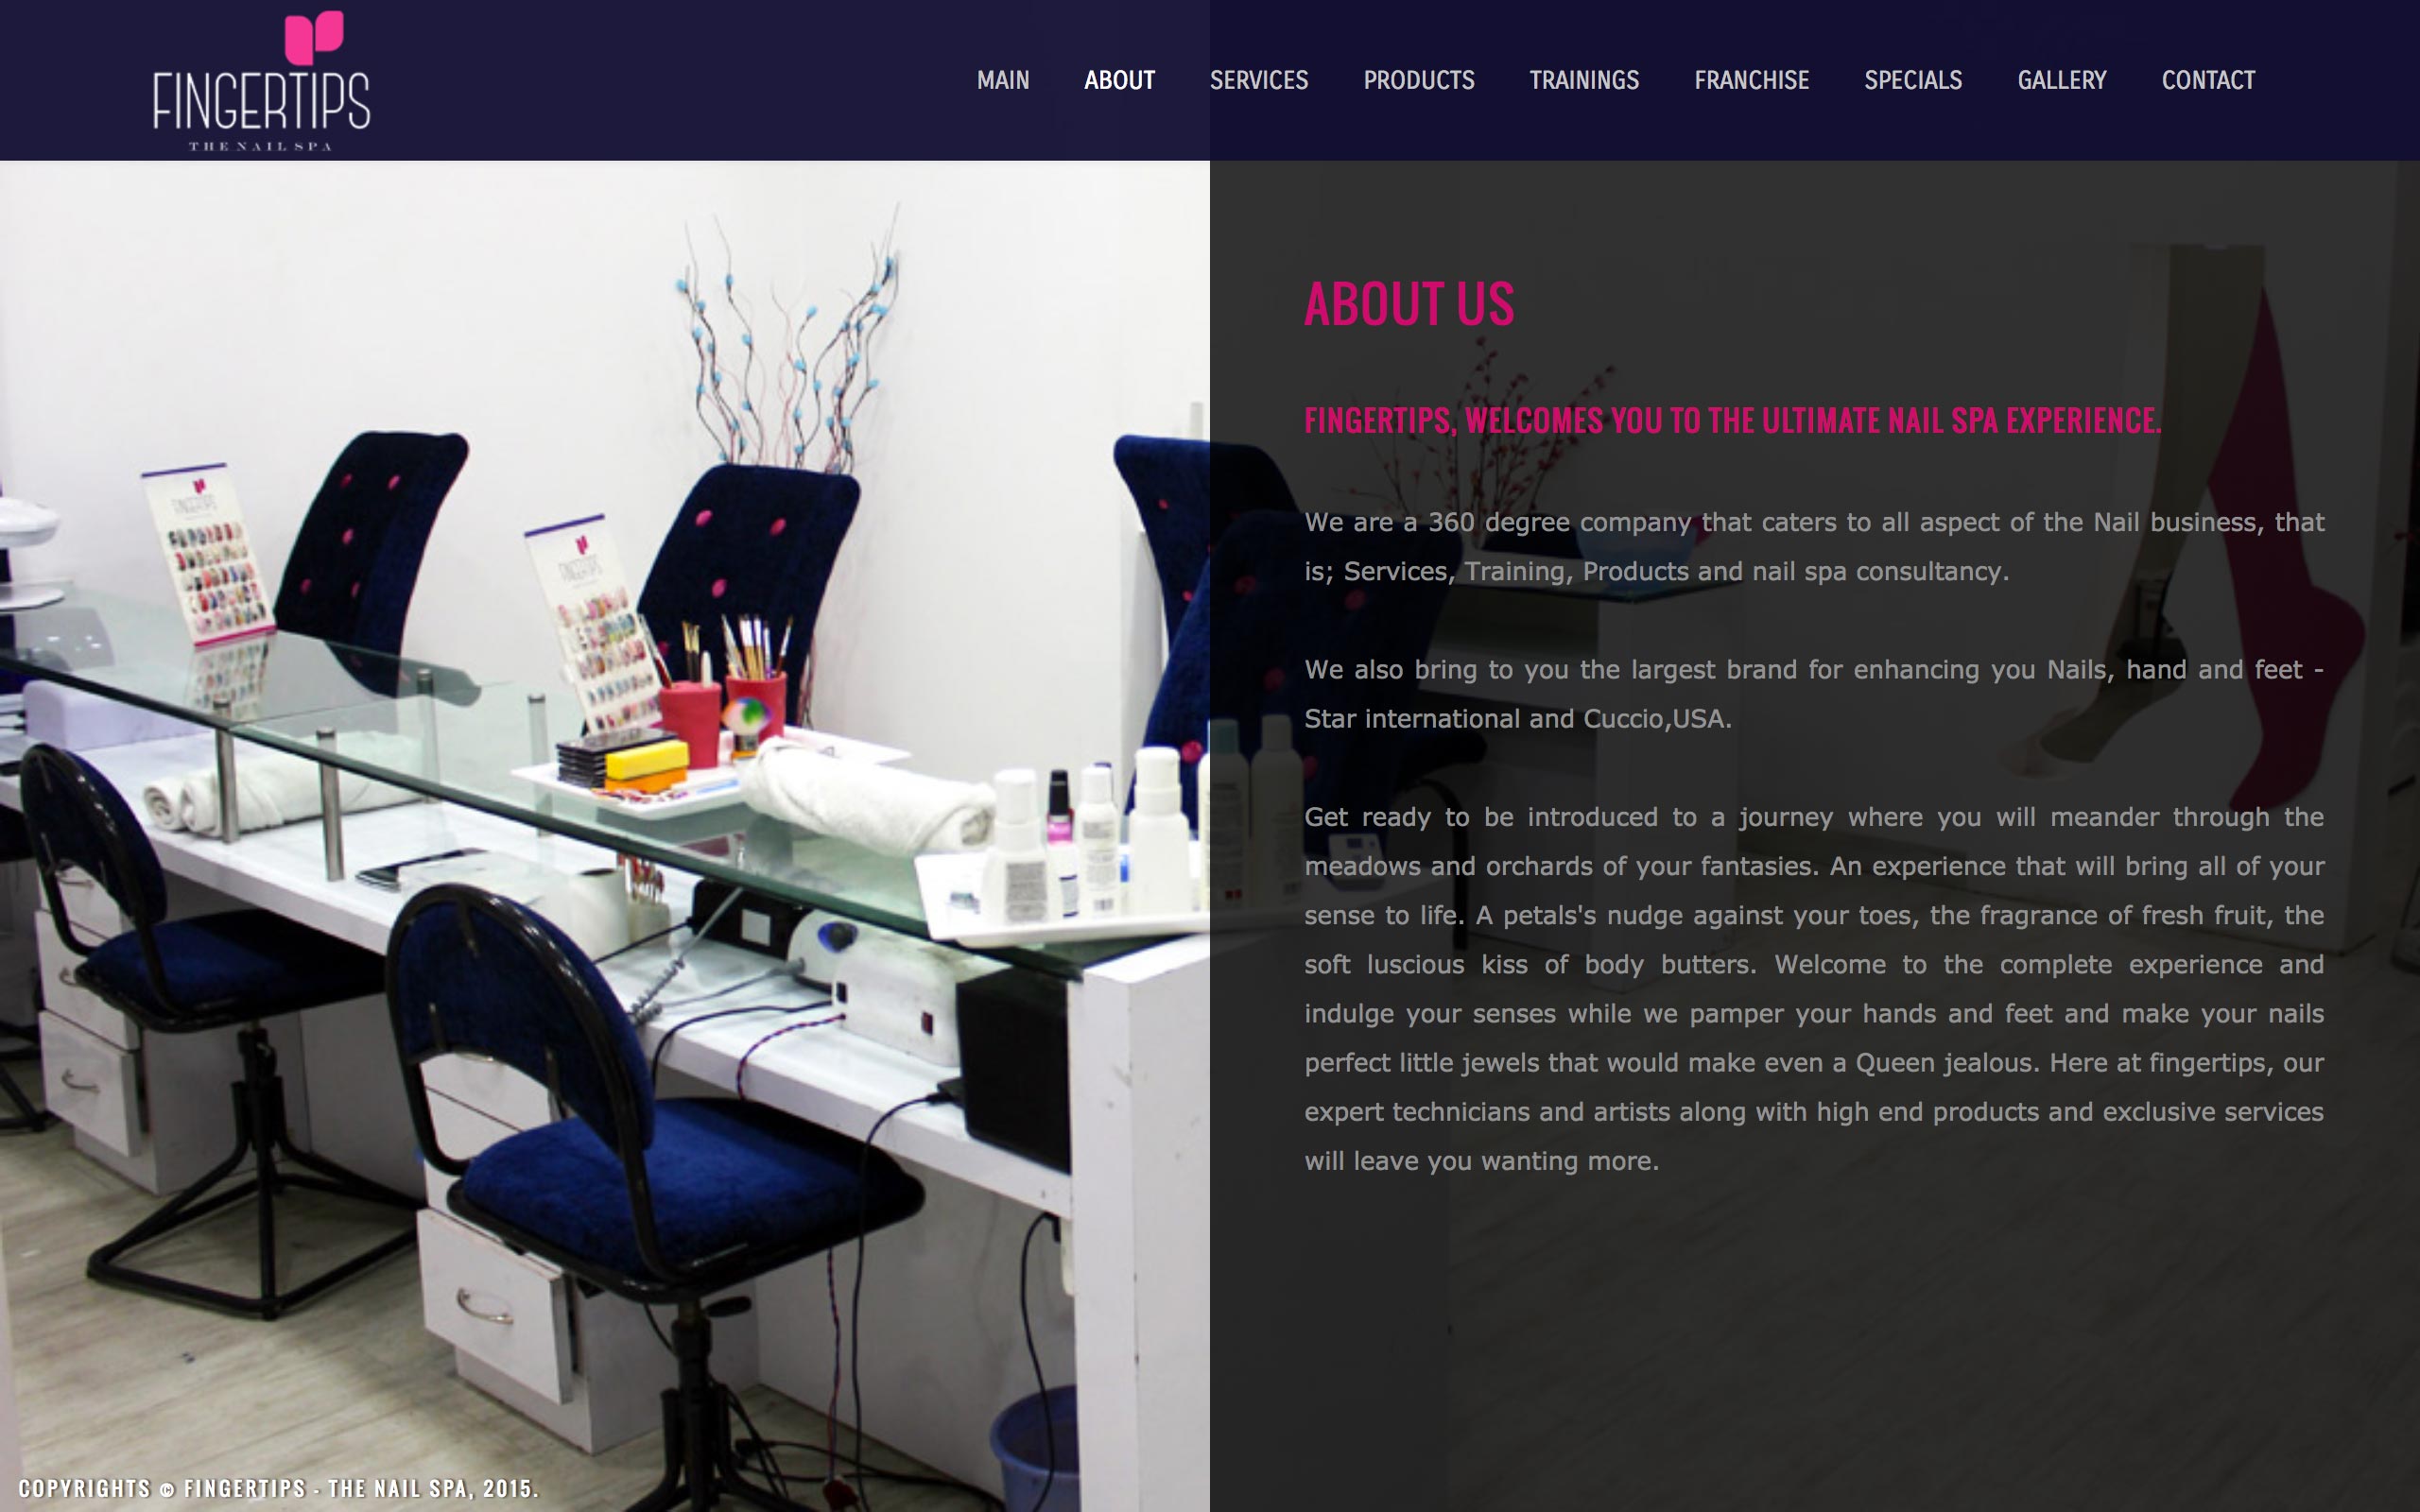 FINGERTIPS
THE NAIL SPA
MAIN ABOUT SERVICES PRODUCTS TRAININGS FRANCHISE SPECIALS GALLERY CONTACT
FINGERTIPS
FINGERTIPS
ABOUT US
FINGERTIPS, WELCOMES YOU TO THE ULTIMATE NAIL SPA EXPERIENCE.
We are a 360 degree company that caters to all aspect of the Nail business, that
is; Services, Training, Products and nail spa consultancy.
We also bring to you the largest brand for enhancing you Nails, hand and feet -
Star international and Cuccio,USA.
Get ready to be introduced to a journey where you will meander through the
meadows and orchards of your fantasies. An experience that will bring all of your
sense to life. A petals's nudge against your toes, the fragrance of fresh fruit, the
soft luscious kiss of body butters. Welcome to the complete experience and
indulge your senses while we pamper your hands and feet and make your nails
perfect little jewels that would make even a Queen jealous. Here at fingertips, our
expert technicians and artists along with high end products and exclusive services
will leave you wanting more.
COPYRIGHTS © FINGERTIPS - THE NAIL SPA, 2015.